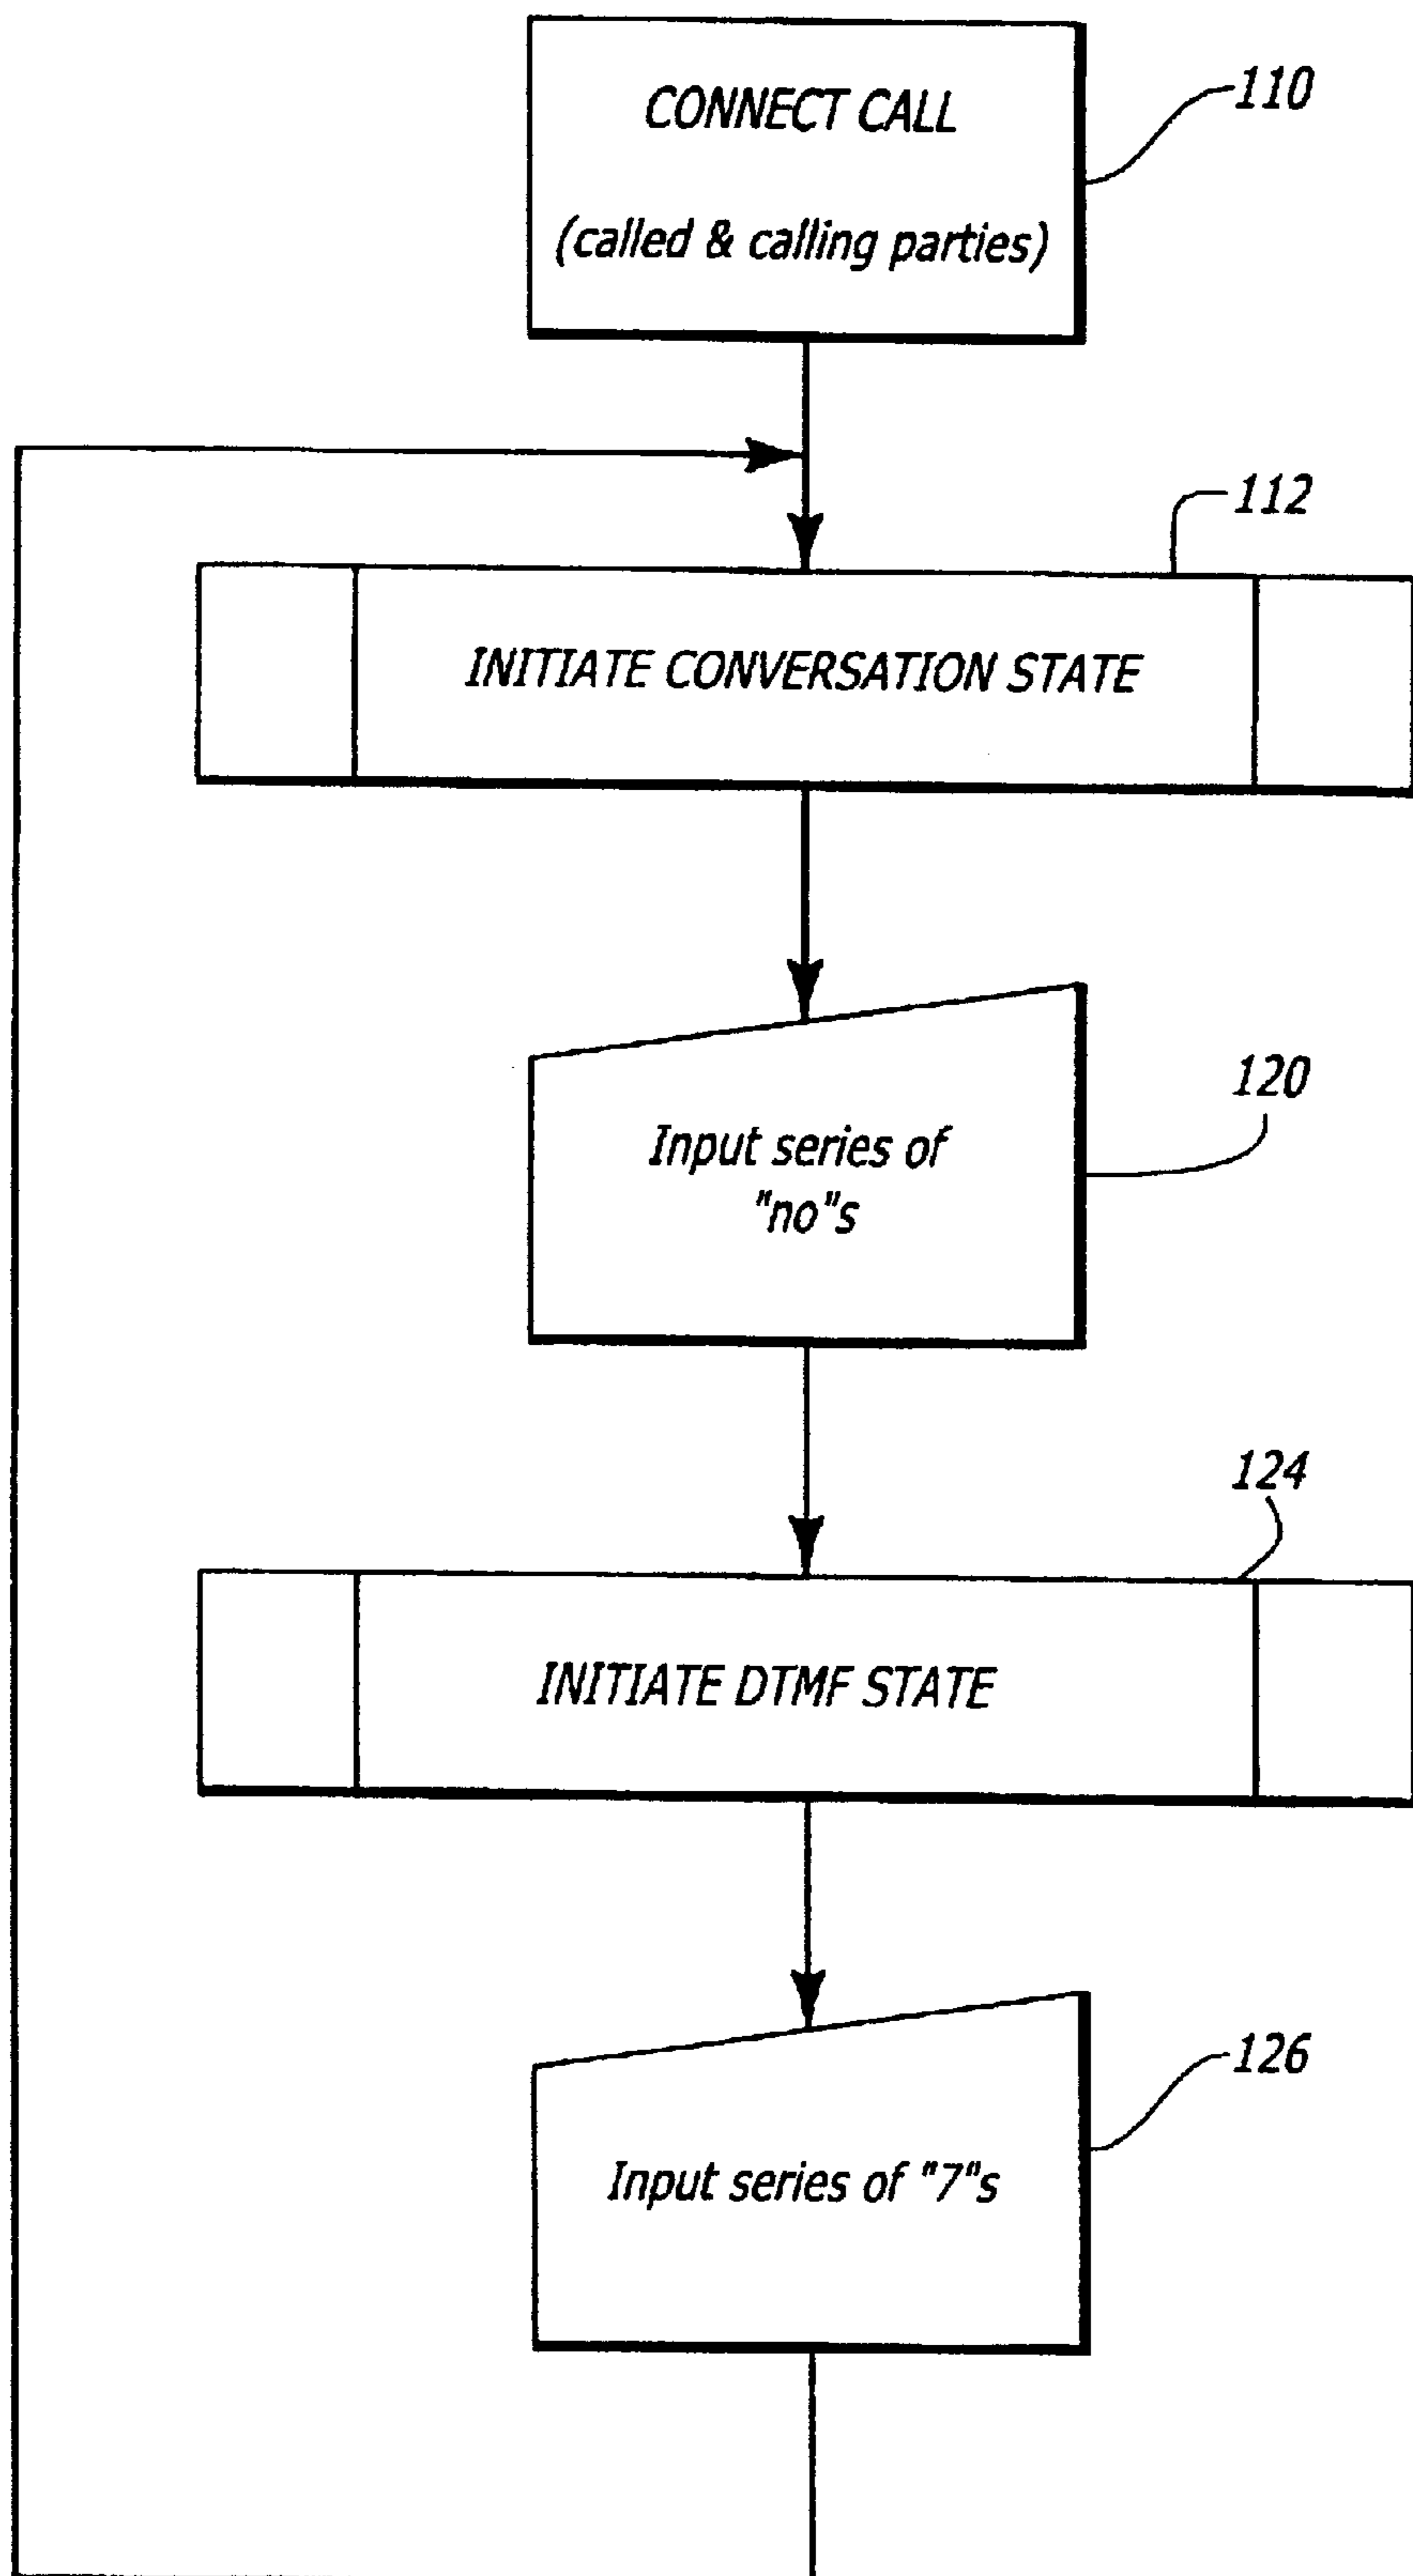 CONNECT CALL
110
(called & calling parties)
112
INITIATE CONVERSATION STATE
120
Input series of
"no"s
124
INITIATE DTMF STATE
126
Input series of "7"s